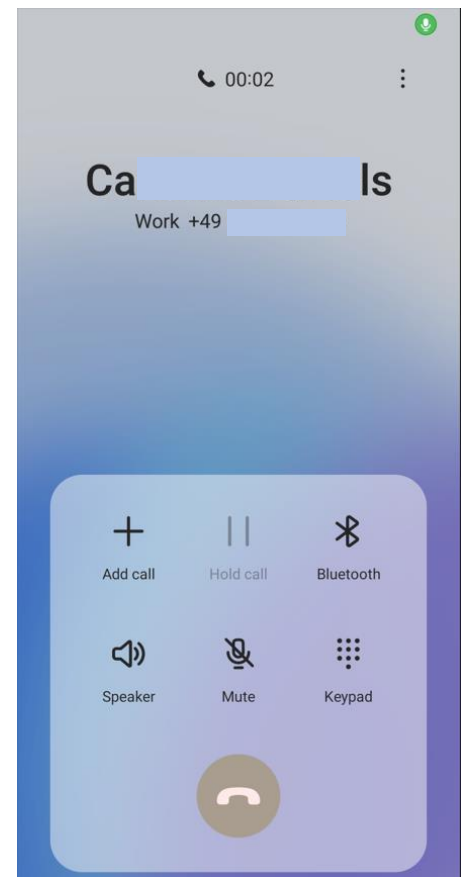 00:02
Ca ls
Work +49
Add call Hold call Bluetooth
Speaker Mute Keypad